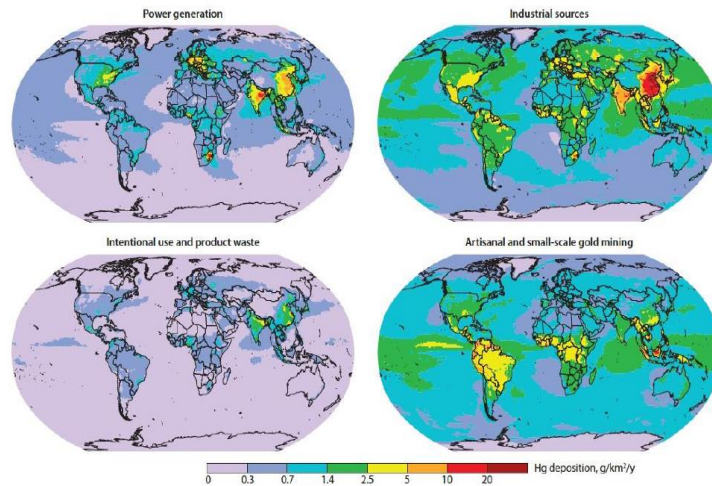 Power generation
Industrial sources
Intentional use and product waste
Artisanal and small-scale gold mining
Hg deposition, g/km²/y
0 0.3 0.7 1.4 2.5 5 10 20